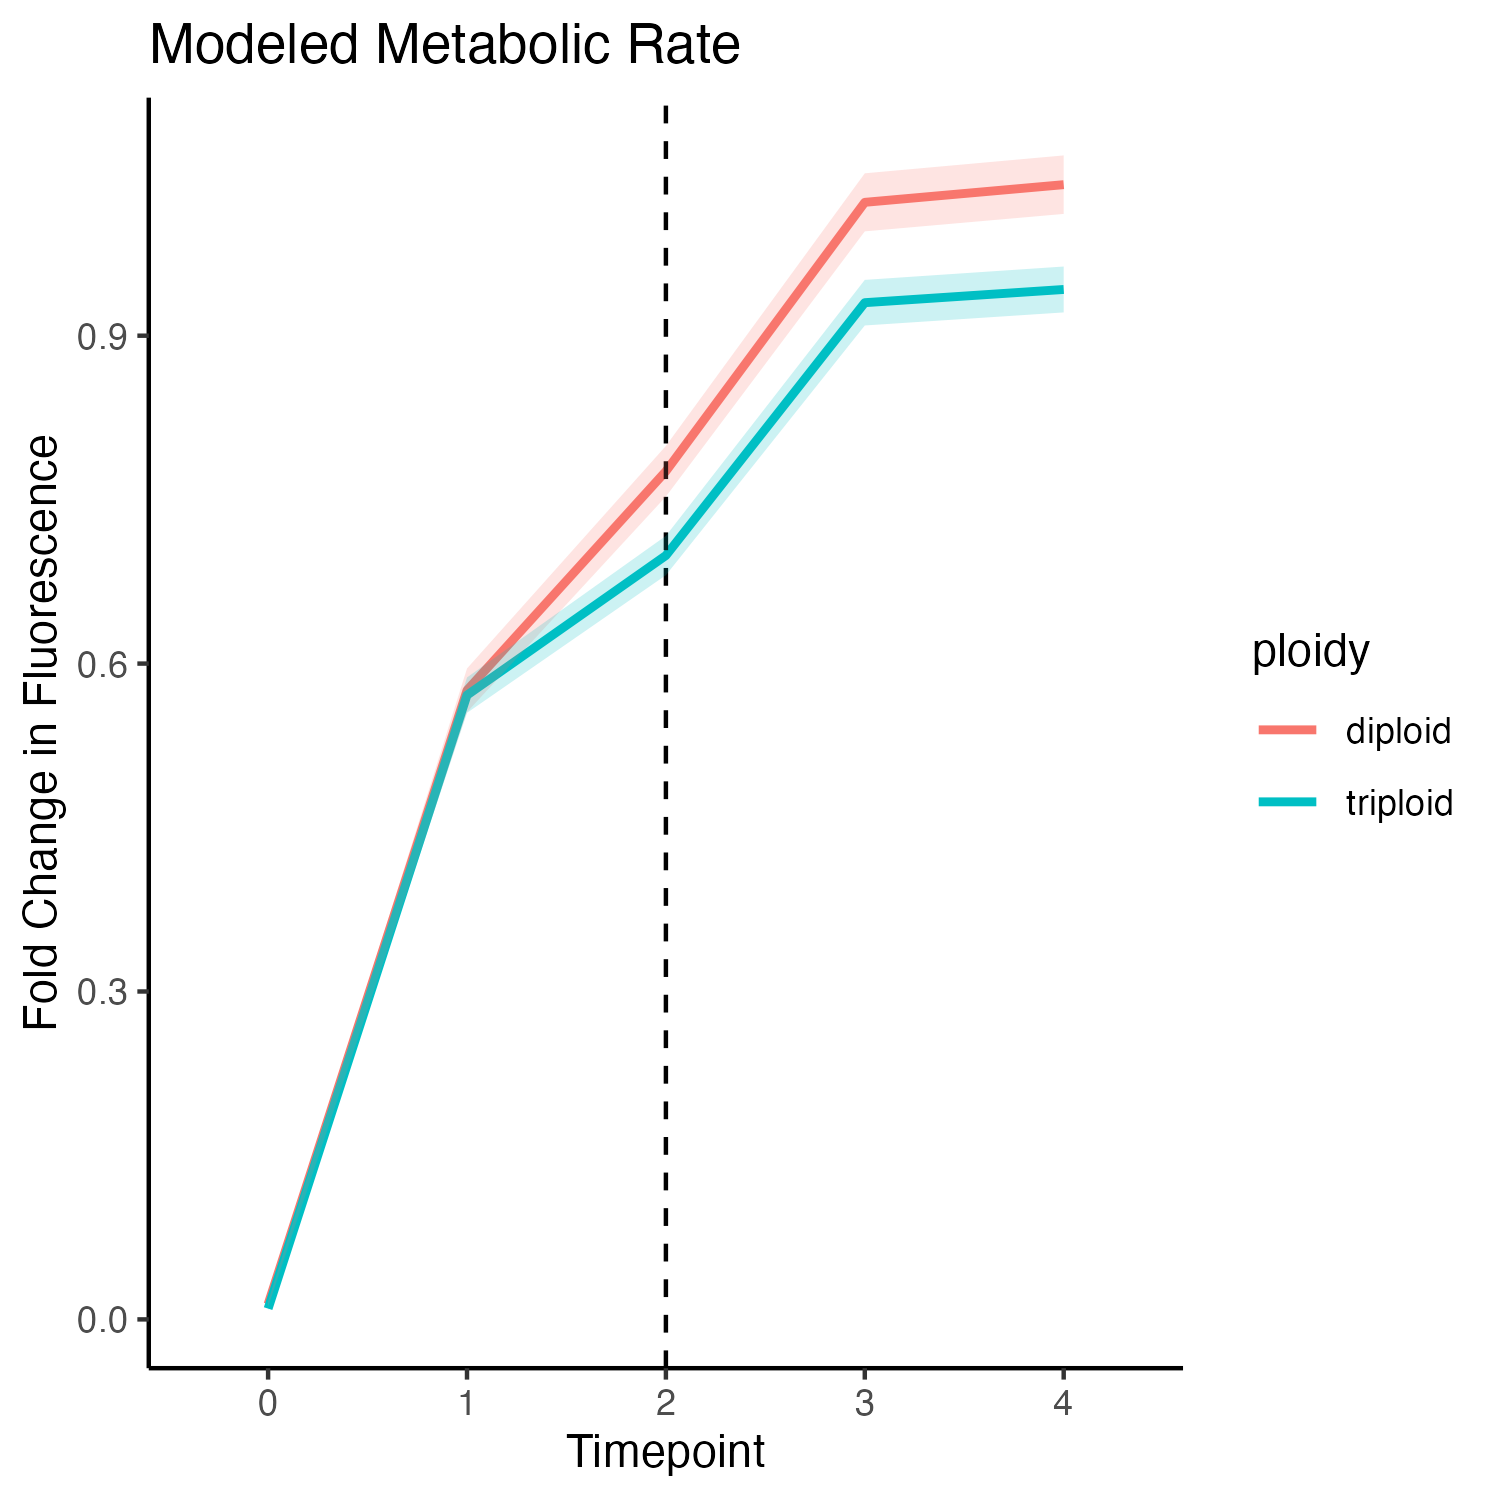 Modeled Metabolic Rate
Fold Change in Fluorescence
0.9
0.6
0.3
0.0
0 1 2 3 4
Timepoint
ploidy
diploid
triploid